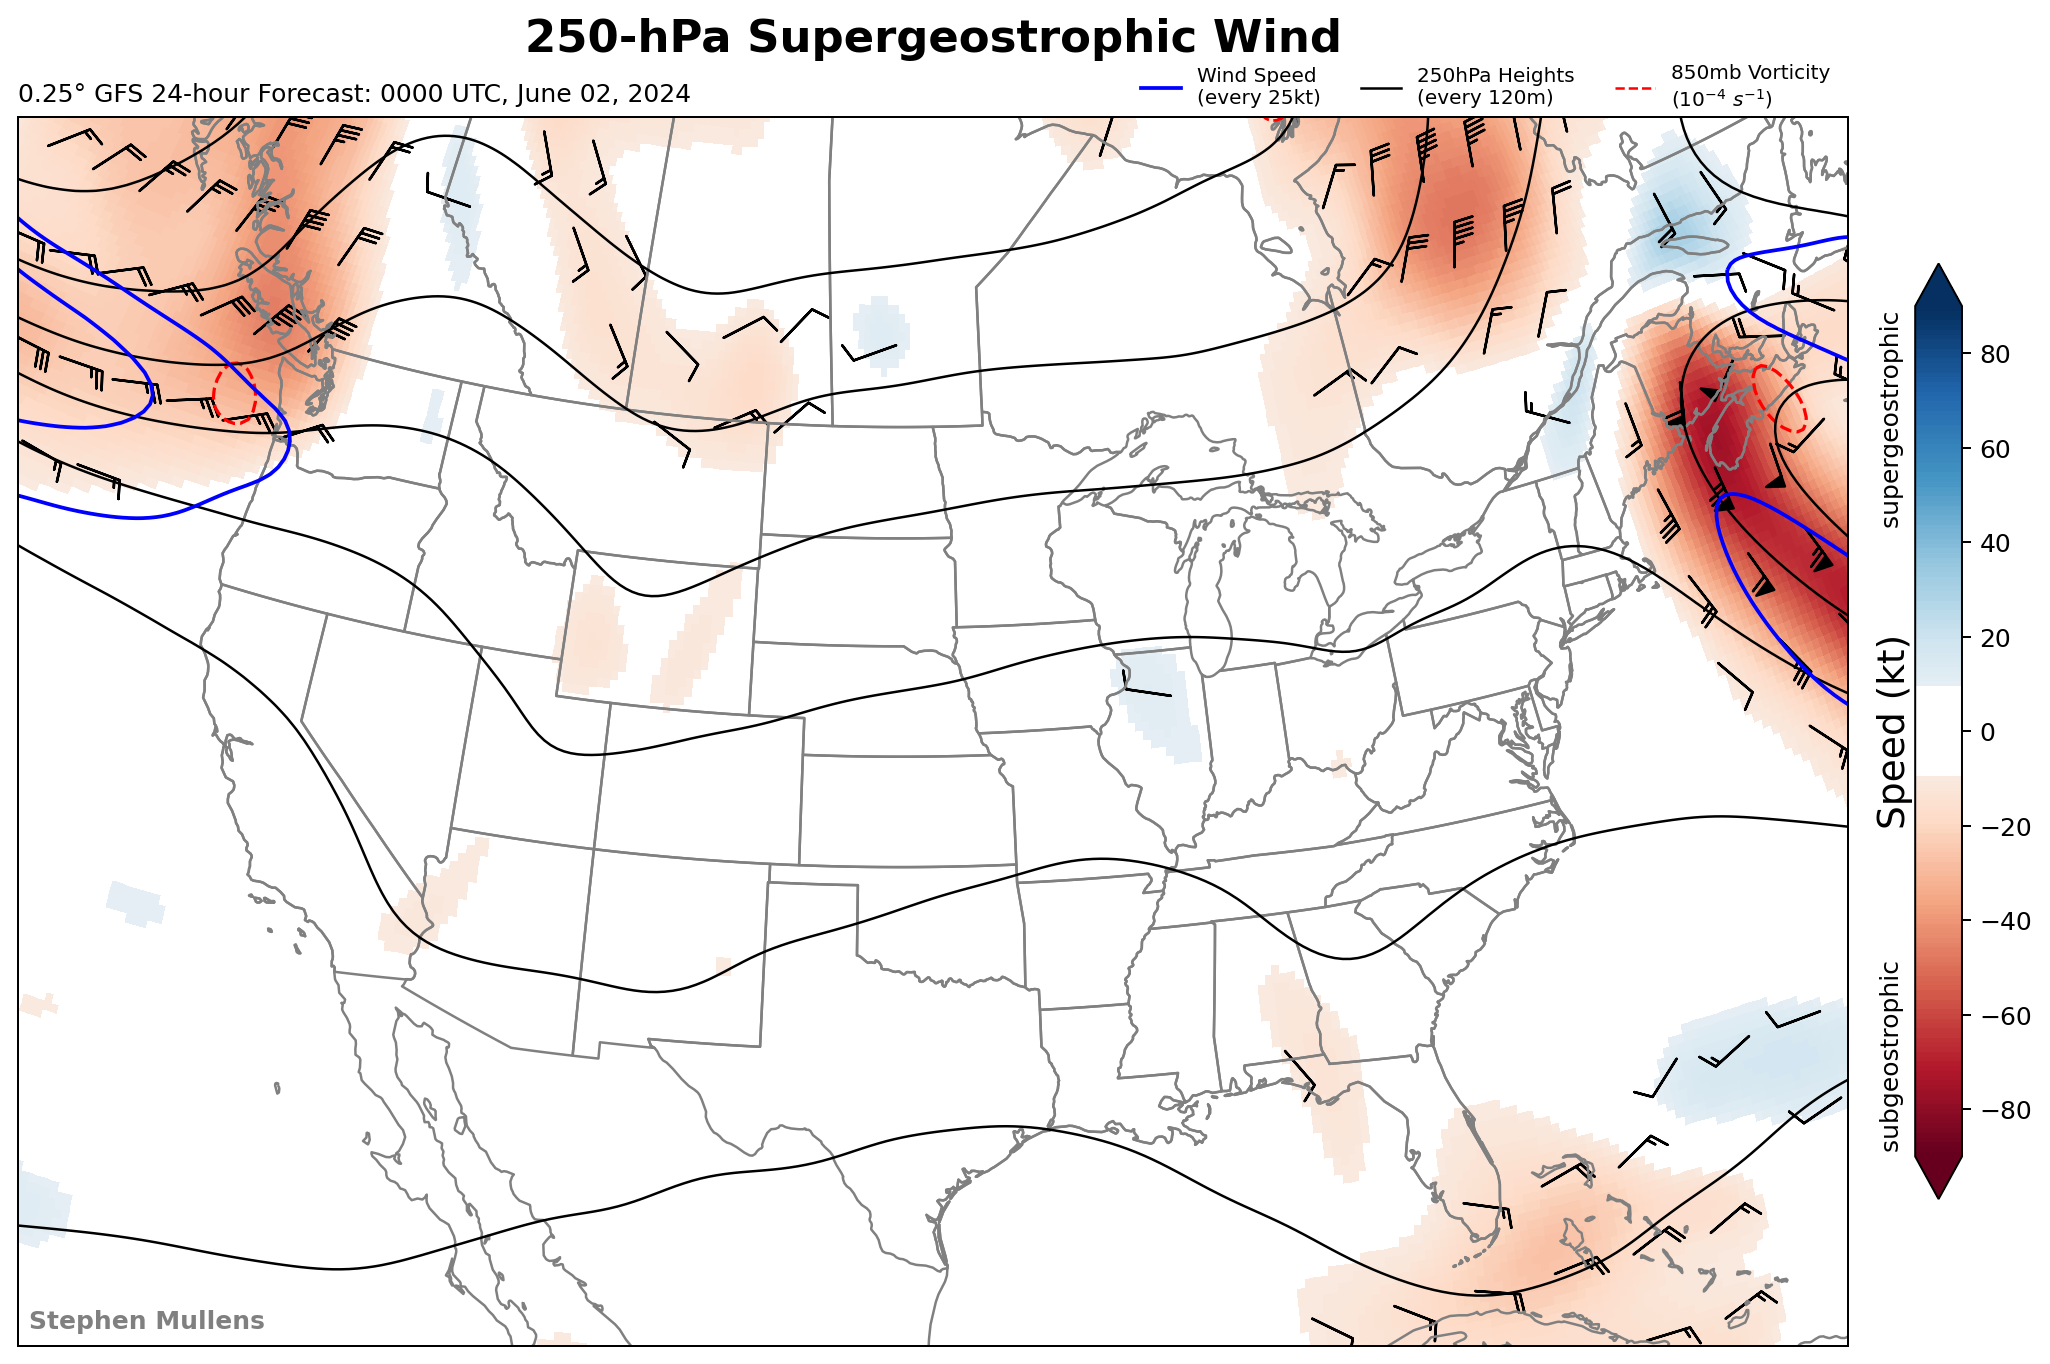 250-hPa Supergeostrophic Wind
0.25° GFS 24-hour Forecast: 0000 UTC, June 02, 2024
Wind Speed
(every 25kt)
250hPa Heights
(every 120m)
850mb Vorticity
(10⁻⁴ s⁻¹)
supergeostrophic
Speed (kt)
subgeostrophic
80
60
40
20
0
−20
−40
−60
−80
Stephen Mullens